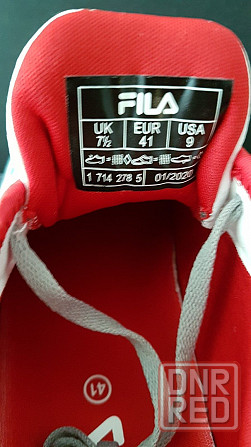 FILA
UK EUR USA
7½ 41 9
1 714 278 5 01/2020
41
DNR
RED